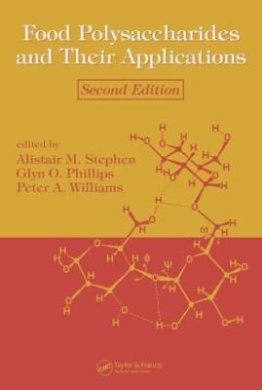 Food Polysaccharides
and Their Applications
Second Edition
edited by
Alistair M. Stephen
Glyn O. Phillips
Peter A. Williams
H
H
O
H
O
H
H
O
H
O
H
ω
H
O
H
H
O
φ
ψ
H
O
H
O
H
O
H
Taylor & Francis